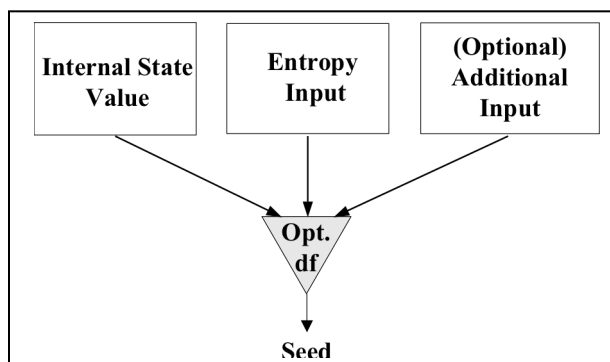 Internal State
Value
Entropy
Input
(Optional)
Additional
Input
Opt.
df
Seed